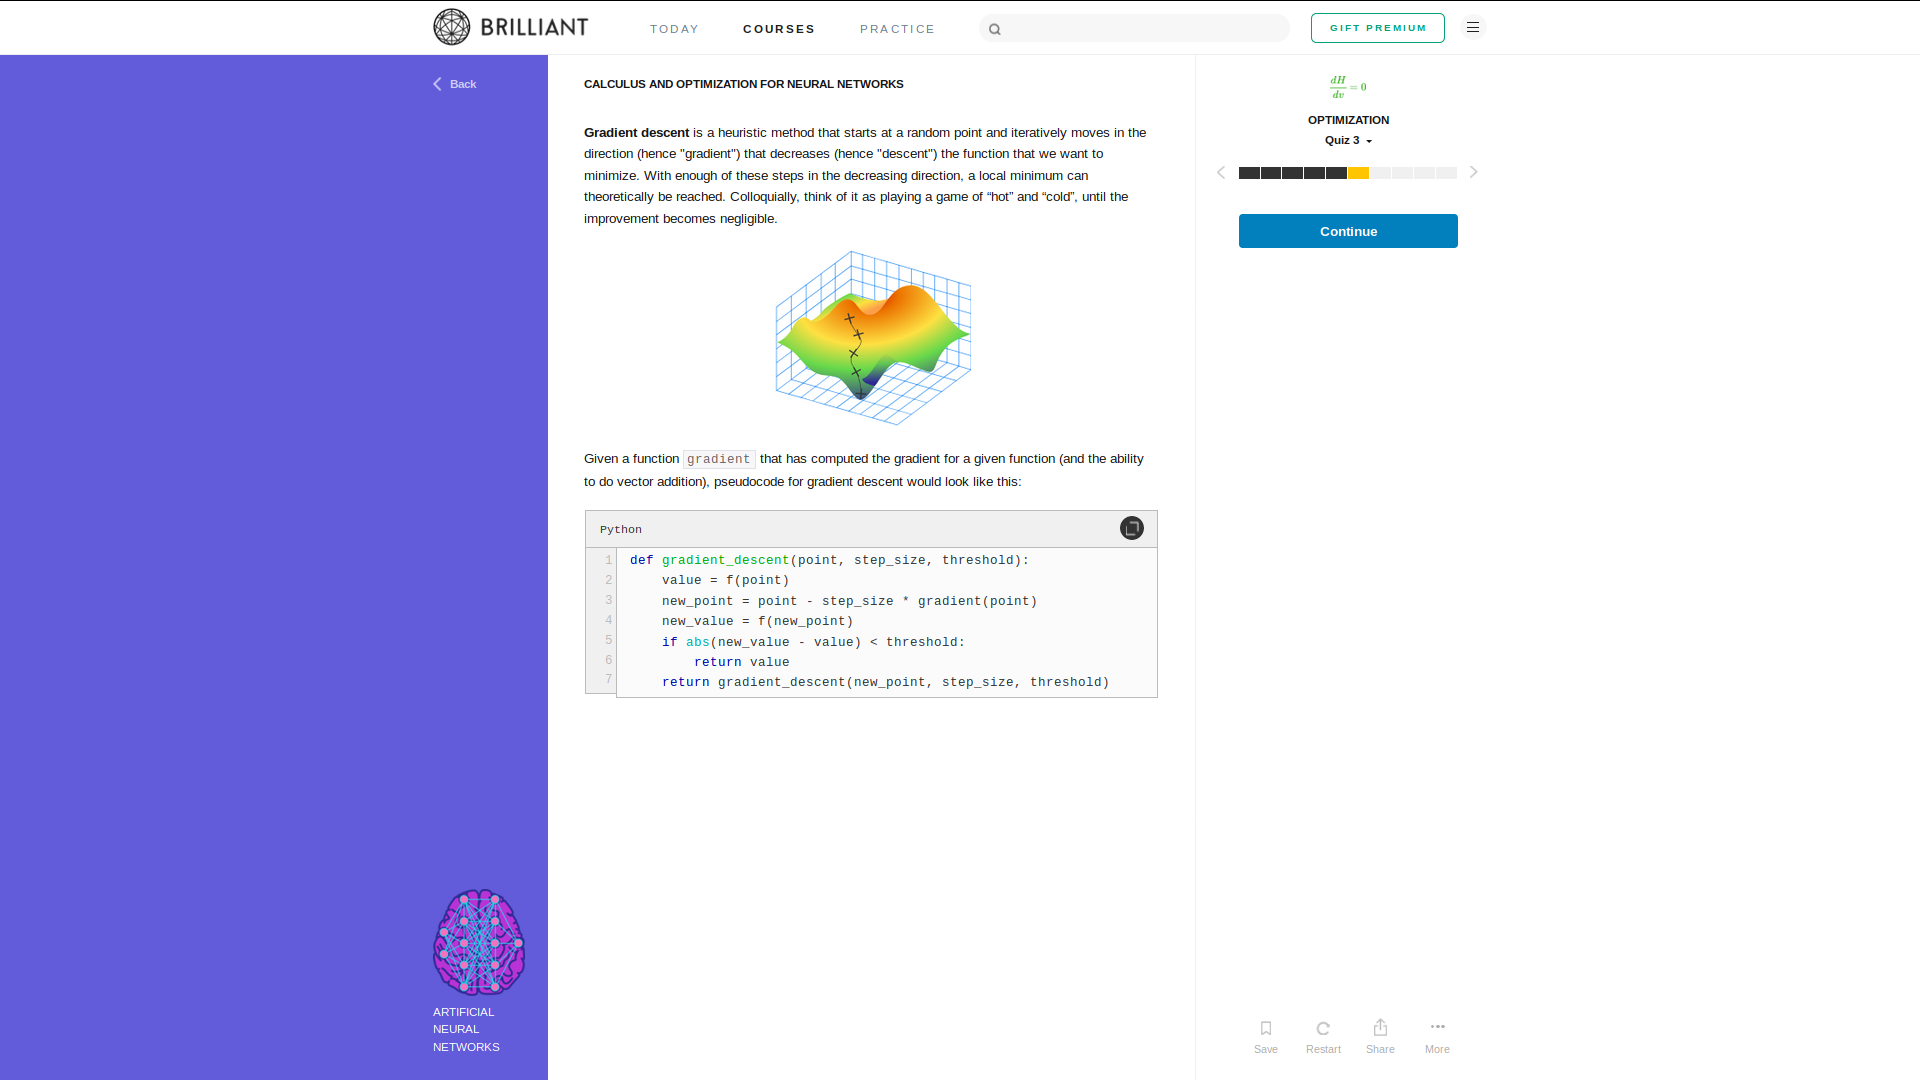 BRILLIANT
TODAY
COURSES
PRACTICE
GIFT PREMIUM
Back
CALCULUS AND OPTIMIZATION FOR NEURAL NETWORKS
Gradient descent is a heuristic method that starts at a random point and iteratively moves in the
direction (hence "gradient") that decreases (hence "descent") the function that we want to
minimize. With enough of these steps in the decreasing direction, a local minimum can
theoretically be reached. Colloquially, think of it as playing a game of “hot” and “cold”, until the
improvement becomes negligible.
Given a function gradient that has computed the gradient for a given function (and the ability
to do vector addition), pseudocode for gradient descent would look like this:
Python
1 def gradient_descent(point, step_size, threshold):
2     value = f(point)
3     new_point = point - step_size * gradient(point)
4     new_value = f(new_point)
5     if abs(new_value - value) < threshold:
6         return value
7     return gradient_descent(new_point, step_size, threshold)
dH/dv = 0
OPTIMIZATION
Quiz 3
Continue
ARTIFICIAL
NEURAL
NETWORKS
Save
Restart
Share
More